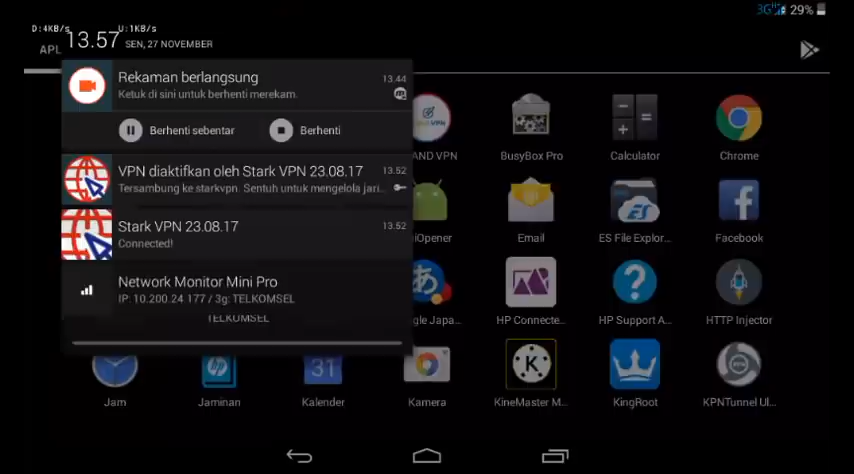 D:4KB/s U:1KB/s
3G 29%
13.57 SEN, 27 NOVEMBER
APL
Rekaman berlangsung 13.44
Ketuk di sini untuk berhenti merekam.
Berhenti sebentar Berhenti
VPN diaktifkan oleh Stark VPN 23.08.17 13.52
Tersambung ke starkvpn. Sentuh untuk mengelola jari...
Stark VPN 23.08.17 13.52
Connected!
Network Monitor Mini Pro
IP: 10.200.24 177 / 3g: TELKOMSEL
TELKOMSEL
AND VPN BusyBox Pro Calculator Chrome
iOpener Email ES File Explor... Facebook
gle Japa... HP Connecte... HP Support A... HTTP Injector
Jam Jaminan Kalender Kamera KineMaster M... KingRoot KPNTunnel Ul...